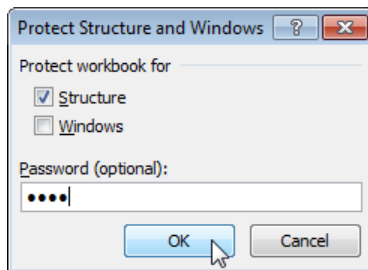 Protect Structure and Windows
Protect workbook for
Structure
Windows
Password (optional):
••••
OK Cancel